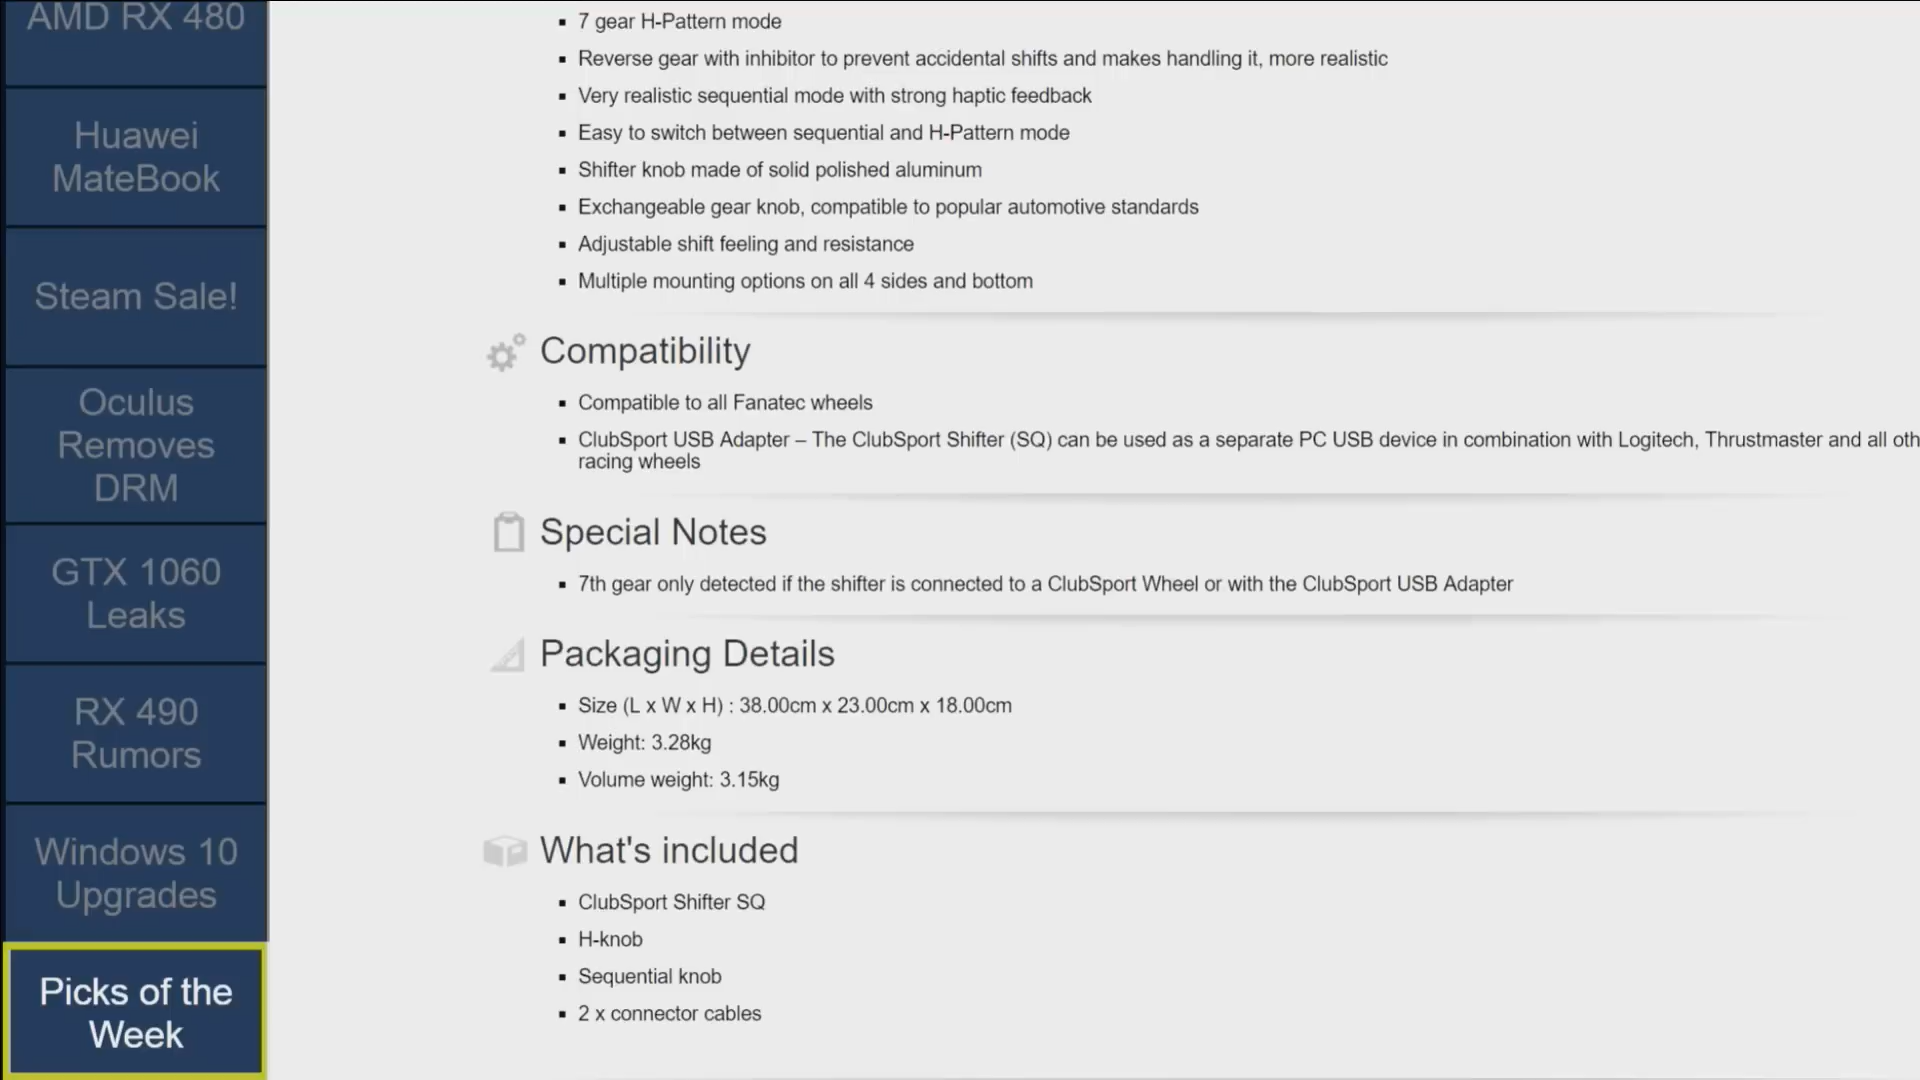 AMD RX 480
Huawei
MateBook
Steam Sale!
Oculus
Removes
DRM
GTX 1060
Leaks
RX 490
Rumors
Windows 10
Upgrades
Picks of the
Week
7 gear H-Pattern mode
Reverse gear with inhibitor to prevent accidental shifts and makes handling it, more realistic
Very realistic sequential mode with strong haptic feedback
Easy to switch between sequential and H-Pattern mode
Shifter knob made of solid polished aluminum
Exchangeable gear knob, compatible to popular automotive standards
Adjustable shift feeling and resistance
Multiple mounting options on all 4 sides and bottom
Compatibility
Compatible to all Fanatec wheels
ClubSport USB Adapter – The ClubSport Shifter (SQ) can be used as a separate PC USB device in combination with Logitech, Thrustmaster and all oth
racing wheels
Special Notes
7th gear only detected if the shifter is connected to a ClubSport Wheel or with the ClubSport USB Adapter
Packaging Details
Size (L x W x H) : 38.00cm x 23.00cm x 18.00cm
Weight: 3.28kg
Volume weight: 3.15kg
What's included
ClubSport Shifter SQ
H-knob
Sequential knob
2 x connector cables